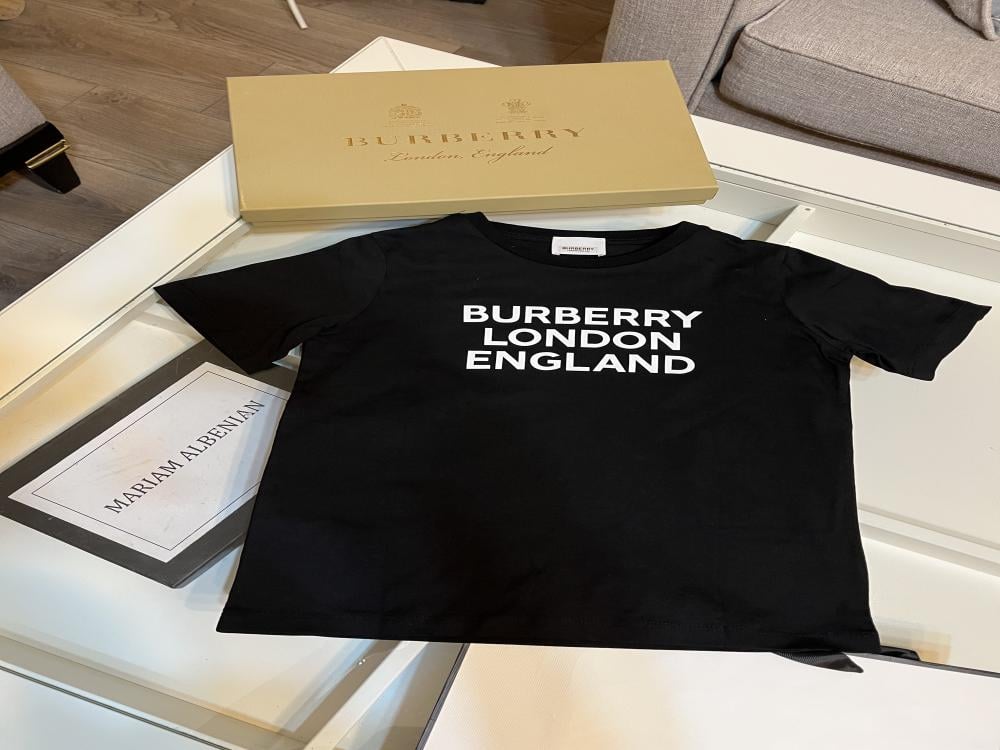 BURBERRY
London, England
BURBERRY
BURBERRY
LONDON
ENGLAND
MARIAM ALBENIAN